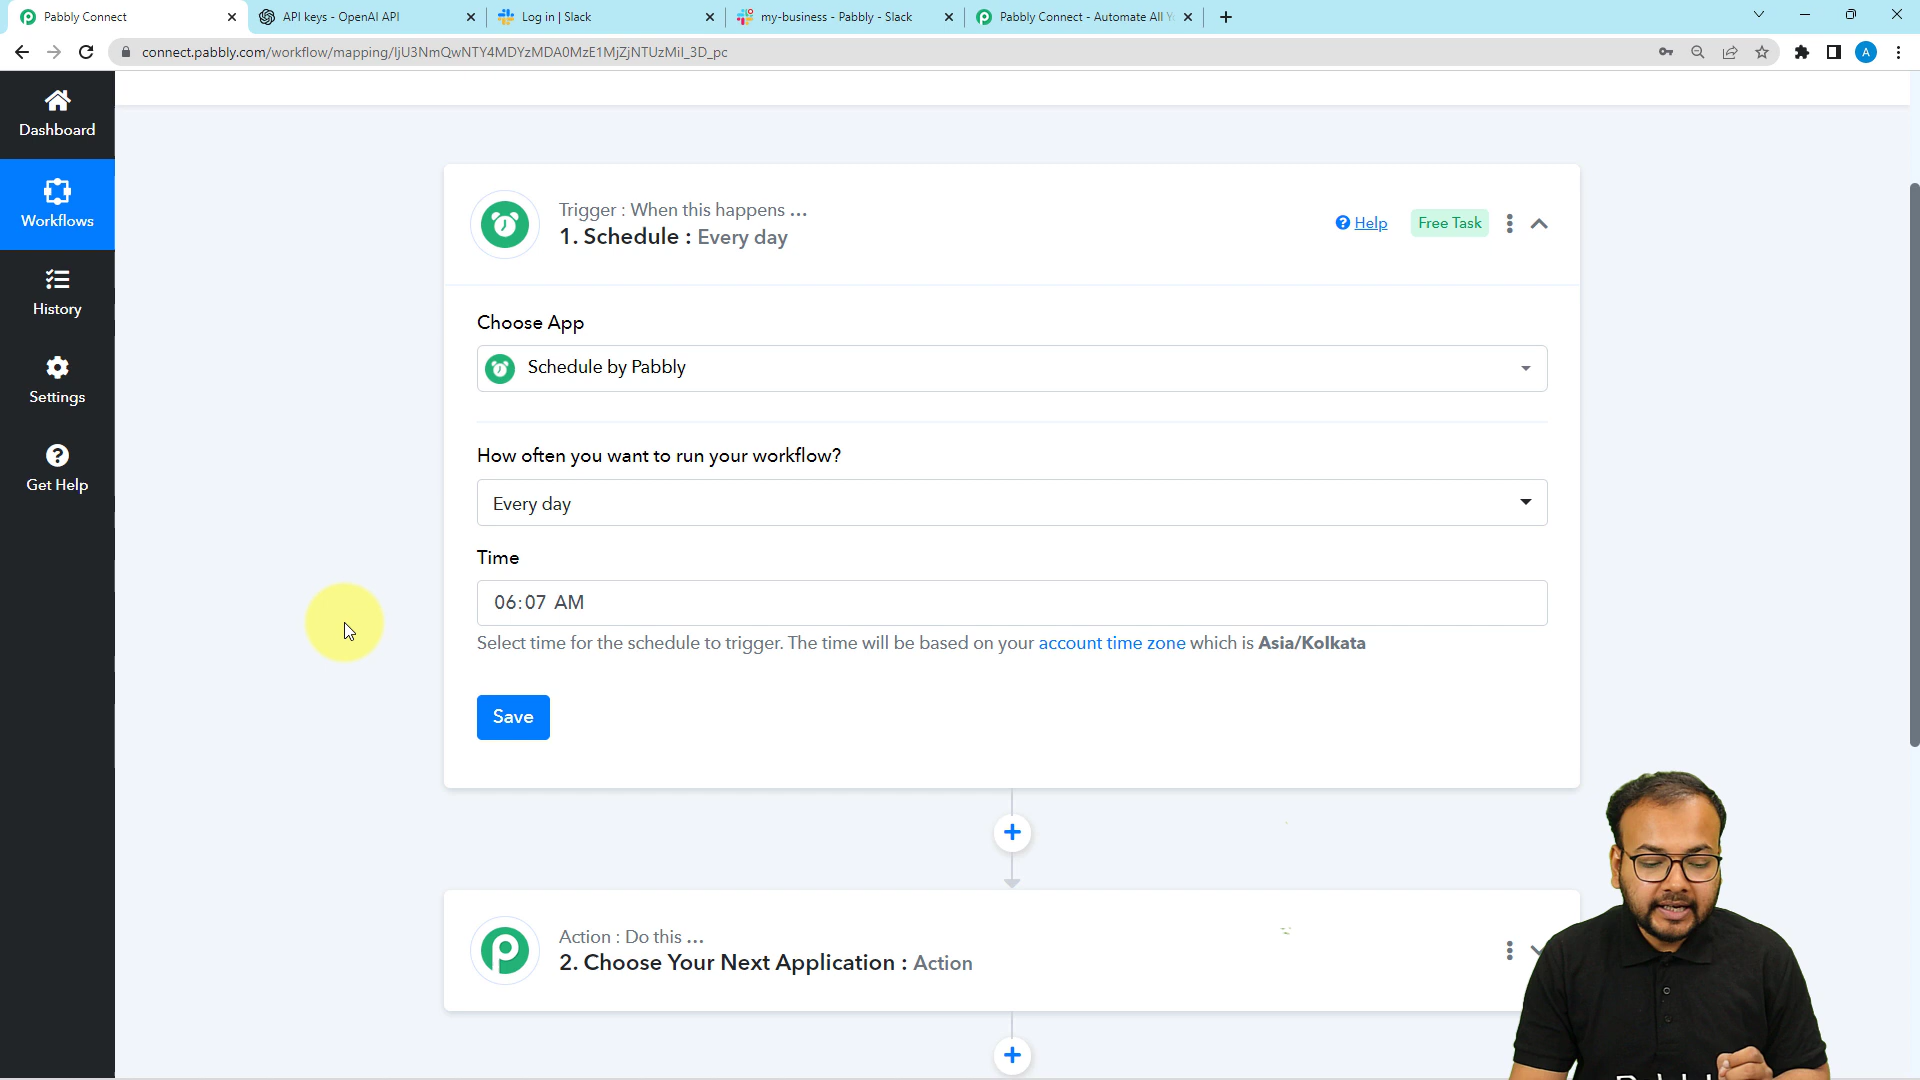 Pabbly Connect
API keys - OpenAI API
Log in | Slack
my-business - Pabbly - Slack
Pabbly Connect - Automate All Y
connect.pabbly.com/workflow/mapping/IjU3NmQwNTY4MDYzMDA0MzE1MjZjNTUzMiI_3D_pc
A
Dashboard
Workflows
History
Settings
Get Help
Trigger : When this happens ...
1. Schedule : Every day
Help
Free Task
Choose App
Schedule by Pabbly
How often you want to run your workflow?
Every day
Time
06:07 AM
Select time for the schedule to trigger. The time will be based on your account time zone which is Asia/Kolkata
Save
Action : Do this ...
2. Choose Your Next Application : Action